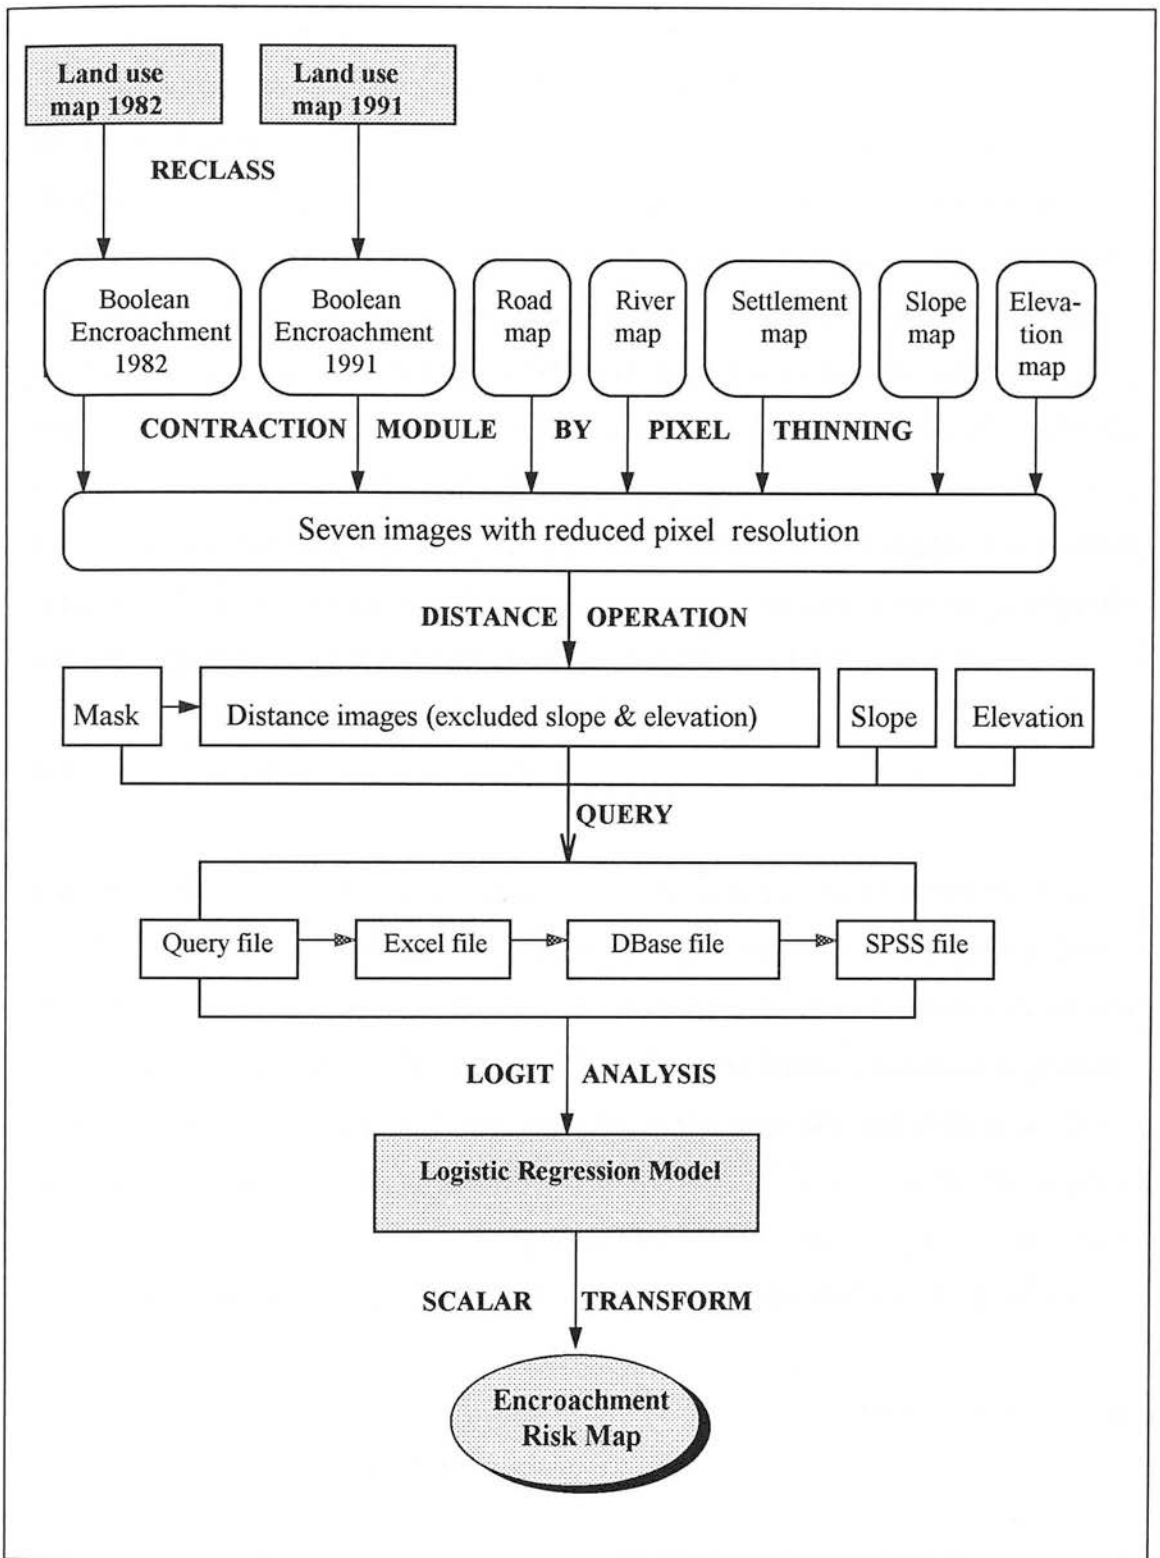 Land use
map 1982
Land use
map 1991
RECLASS
Boolean
Encroachment
1982
Boolean
Encroachment
1991
Road
map
River
map
Settlement
map
Slope
map
Eleva-
tion
map
CONTRACTION MODULE BY PIXEL THINNING
Seven images with reduced pixel resolution
DISTANCE OPERATION
Mask
Distance images (excluded slope & elevation)
Slope
Elevation
QUERY
Query file
Excel file
DBase file
SPSS file
LOGIT ANALYSIS
Logistic Regression Model
SCALAR TRANSFORM
Encroachment
Risk Map